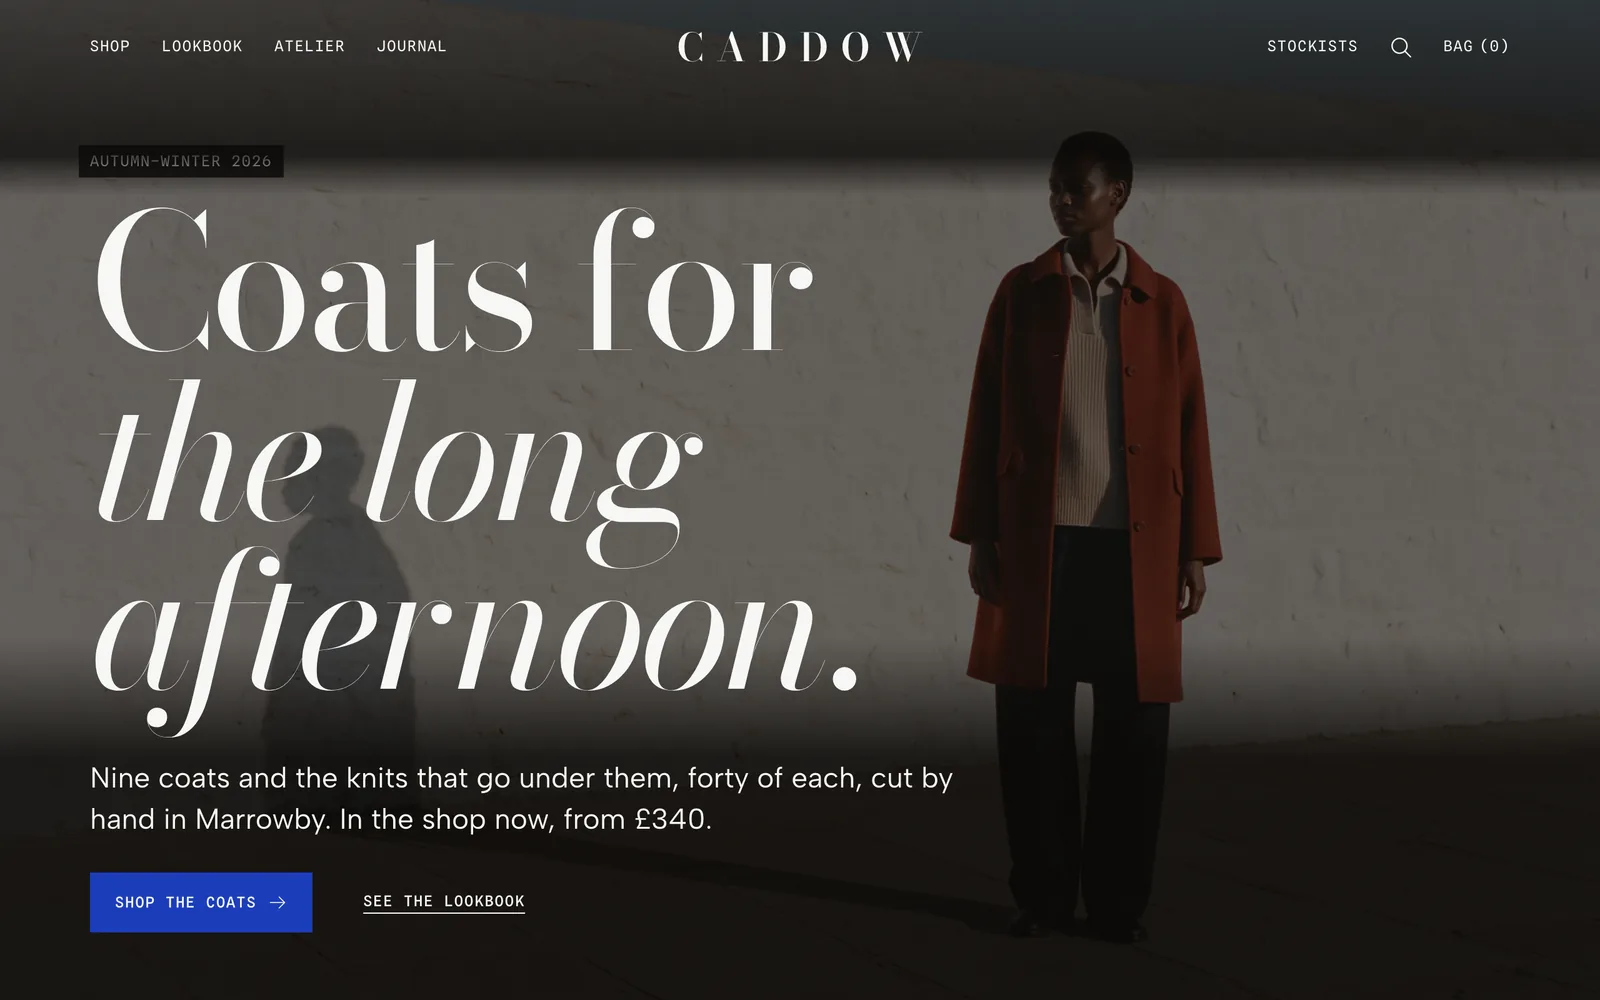 SHOP LOOKBOOK ATELIER JOURNAL
CADDOW
STOCKISTS BAG (0)
AUTUMN–WINTER 2026
Coats for
the long
afternoon.
Nine coats and the knits that go under them, forty of each, cut by
hand in Marrowby. In the shop now, from £340.
SHOP THE COATS →
SEE THE LOOKBOOK